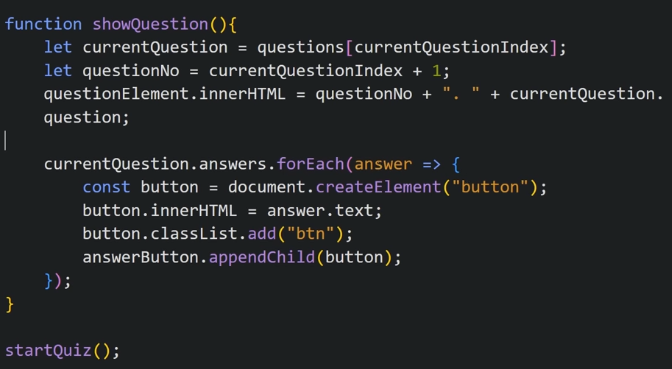 function showQuestion(){
    let currentQuestion = questions[currentQuestionIndex];
    let questionNo = currentQuestionIndex + 1;
    questionElement.innerHTML = questionNo + ". " + currentQuestion.
    question;

    currentQuestion.answers.forEach(answer => {
        const button = document.createElement("button");
        button.innerHTML = answer.text;
        button.classList.add("btn");
        answerButton.appendChild(button);
    });
}

startQuiz();